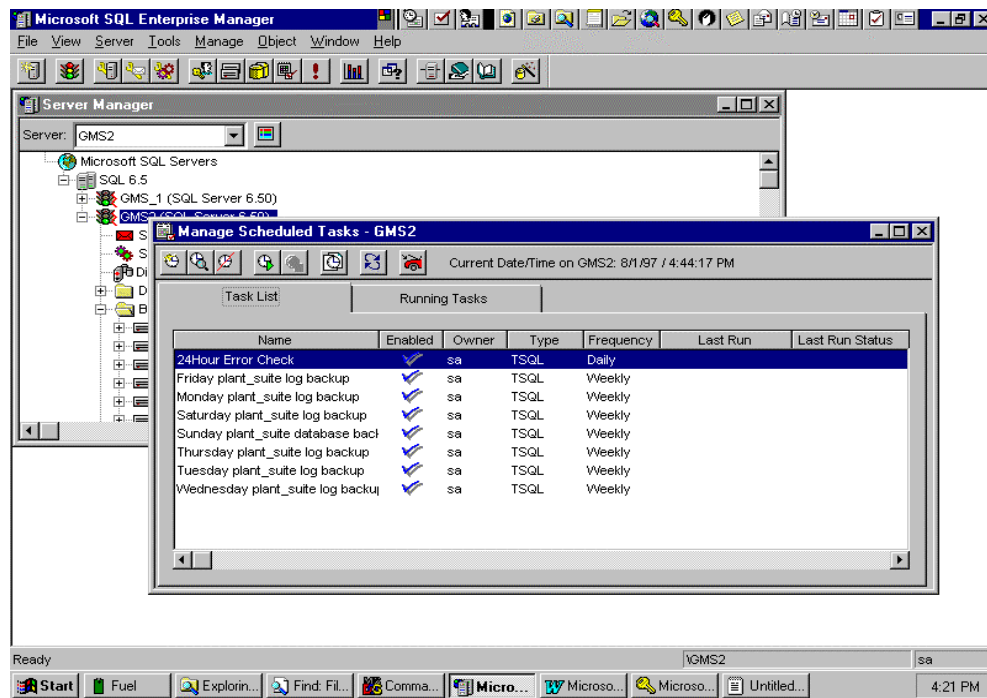 Microsoft SQL Enterprise Manager
File View Server Tools Manage Object Window Help
Server Manager
Server: GMS2
Microsoft SQL Servers
SQL 6.5
GMS_1 (SQL Server 6.50)
GMS2 (SQL Server 6.50)
S
S
Di
D
B
Manage Scheduled Tasks - GMS2
Current Date/Time on GMS2: 8/1/97 / 4:44:17 PM
Task List Running Tasks
Name Enabled Owner Type Frequency Last Run Last Run Status
24Hour Error Check sa TSQL Daily
Friday plant_suite log backup sa TSQL Weekly
Monday plant_suite log backup sa TSQL Weekly
Saturday plant_suite log backup sa TSQL Weekly
Sunday plant_suite database back sa TSQL Weekly
Thursday plant_suite log backup sa TSQL Weekly
Tuesday plant_suite log backup sa TSQL Weekly
Wednesday plant_suite log backu sa TSQL Weekly
Ready \GMS2 sa
Start Fuel Explorin... Find: Fil... Comma... Micro... Microso... Microso... Untitled... 4:21 PM